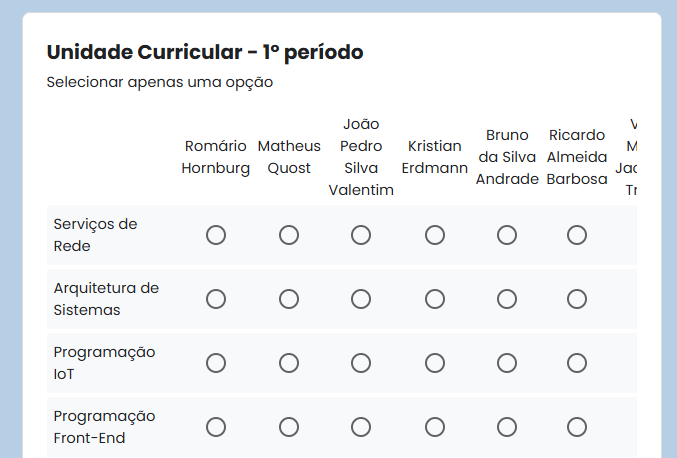 Unidade Curricular - 1º período
Selecionar apenas uma opção
Romário Hornburg
Matheus Quost
João Pedro Silva Valentim
Kristian Erdmann
Bruno da Silva Andrade
Ricardo Almeida Barbosa
Serviços de
Rede
Arquitetura de
Sistemas
Programação
IoT
Programação
Front-End